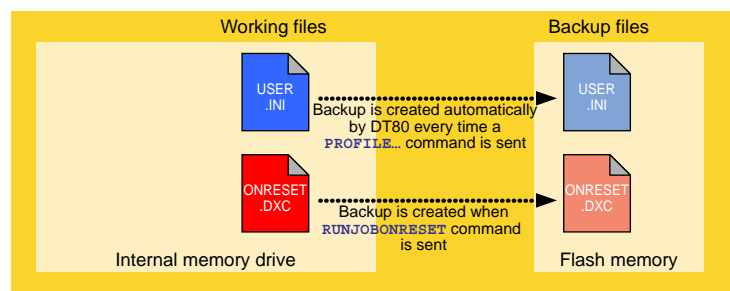 Working files
Backup files
USER
.INI
USER
.INI
Backup is created automatically
by DT80 every time a
PROFILE… command is sent
ONRESET
.DXC
ONRESET
.DXC
Backup is created when
RUNJOBONRESET command
is sent
Internal memory drive
Flash memory